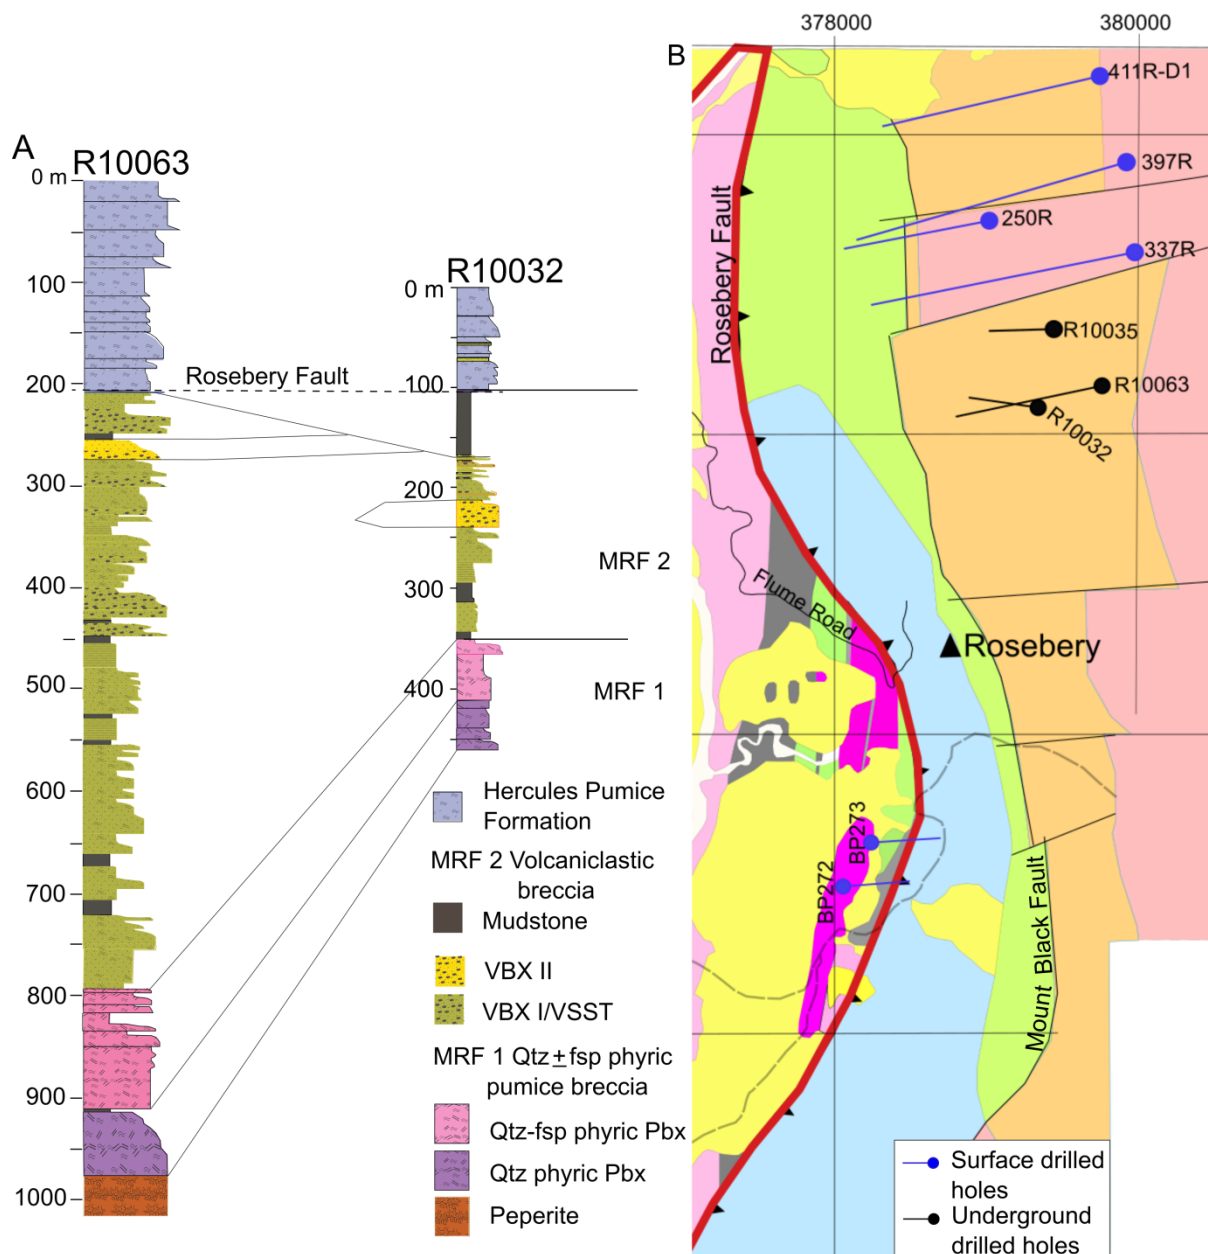 A
R10063
0 m
100
200
300
400
500
600
700
800
900
1000
Rosebery Fault
R10032
0 m
100
200
300
400
MRF 2
MRF 1
Hercules Pumice
Formation
MRF 2 Volcaniclastic
breccia
Mudstone
VBX II
VBX I/VSST
MRF 1 Qtz ± fsp phyric
pumice breccia
Qtz-fsp phyric Pbx
Qtz phyric Pbx
Peperite
B
378000
380000
411R-D1
397R
250R
337R
R10035
R10063
R10032
Rosebery Fault
Flume Road
Rosebery
BP273
BP272
Mount Black Fault
Surface drilled
holes
Underground
drilled holes